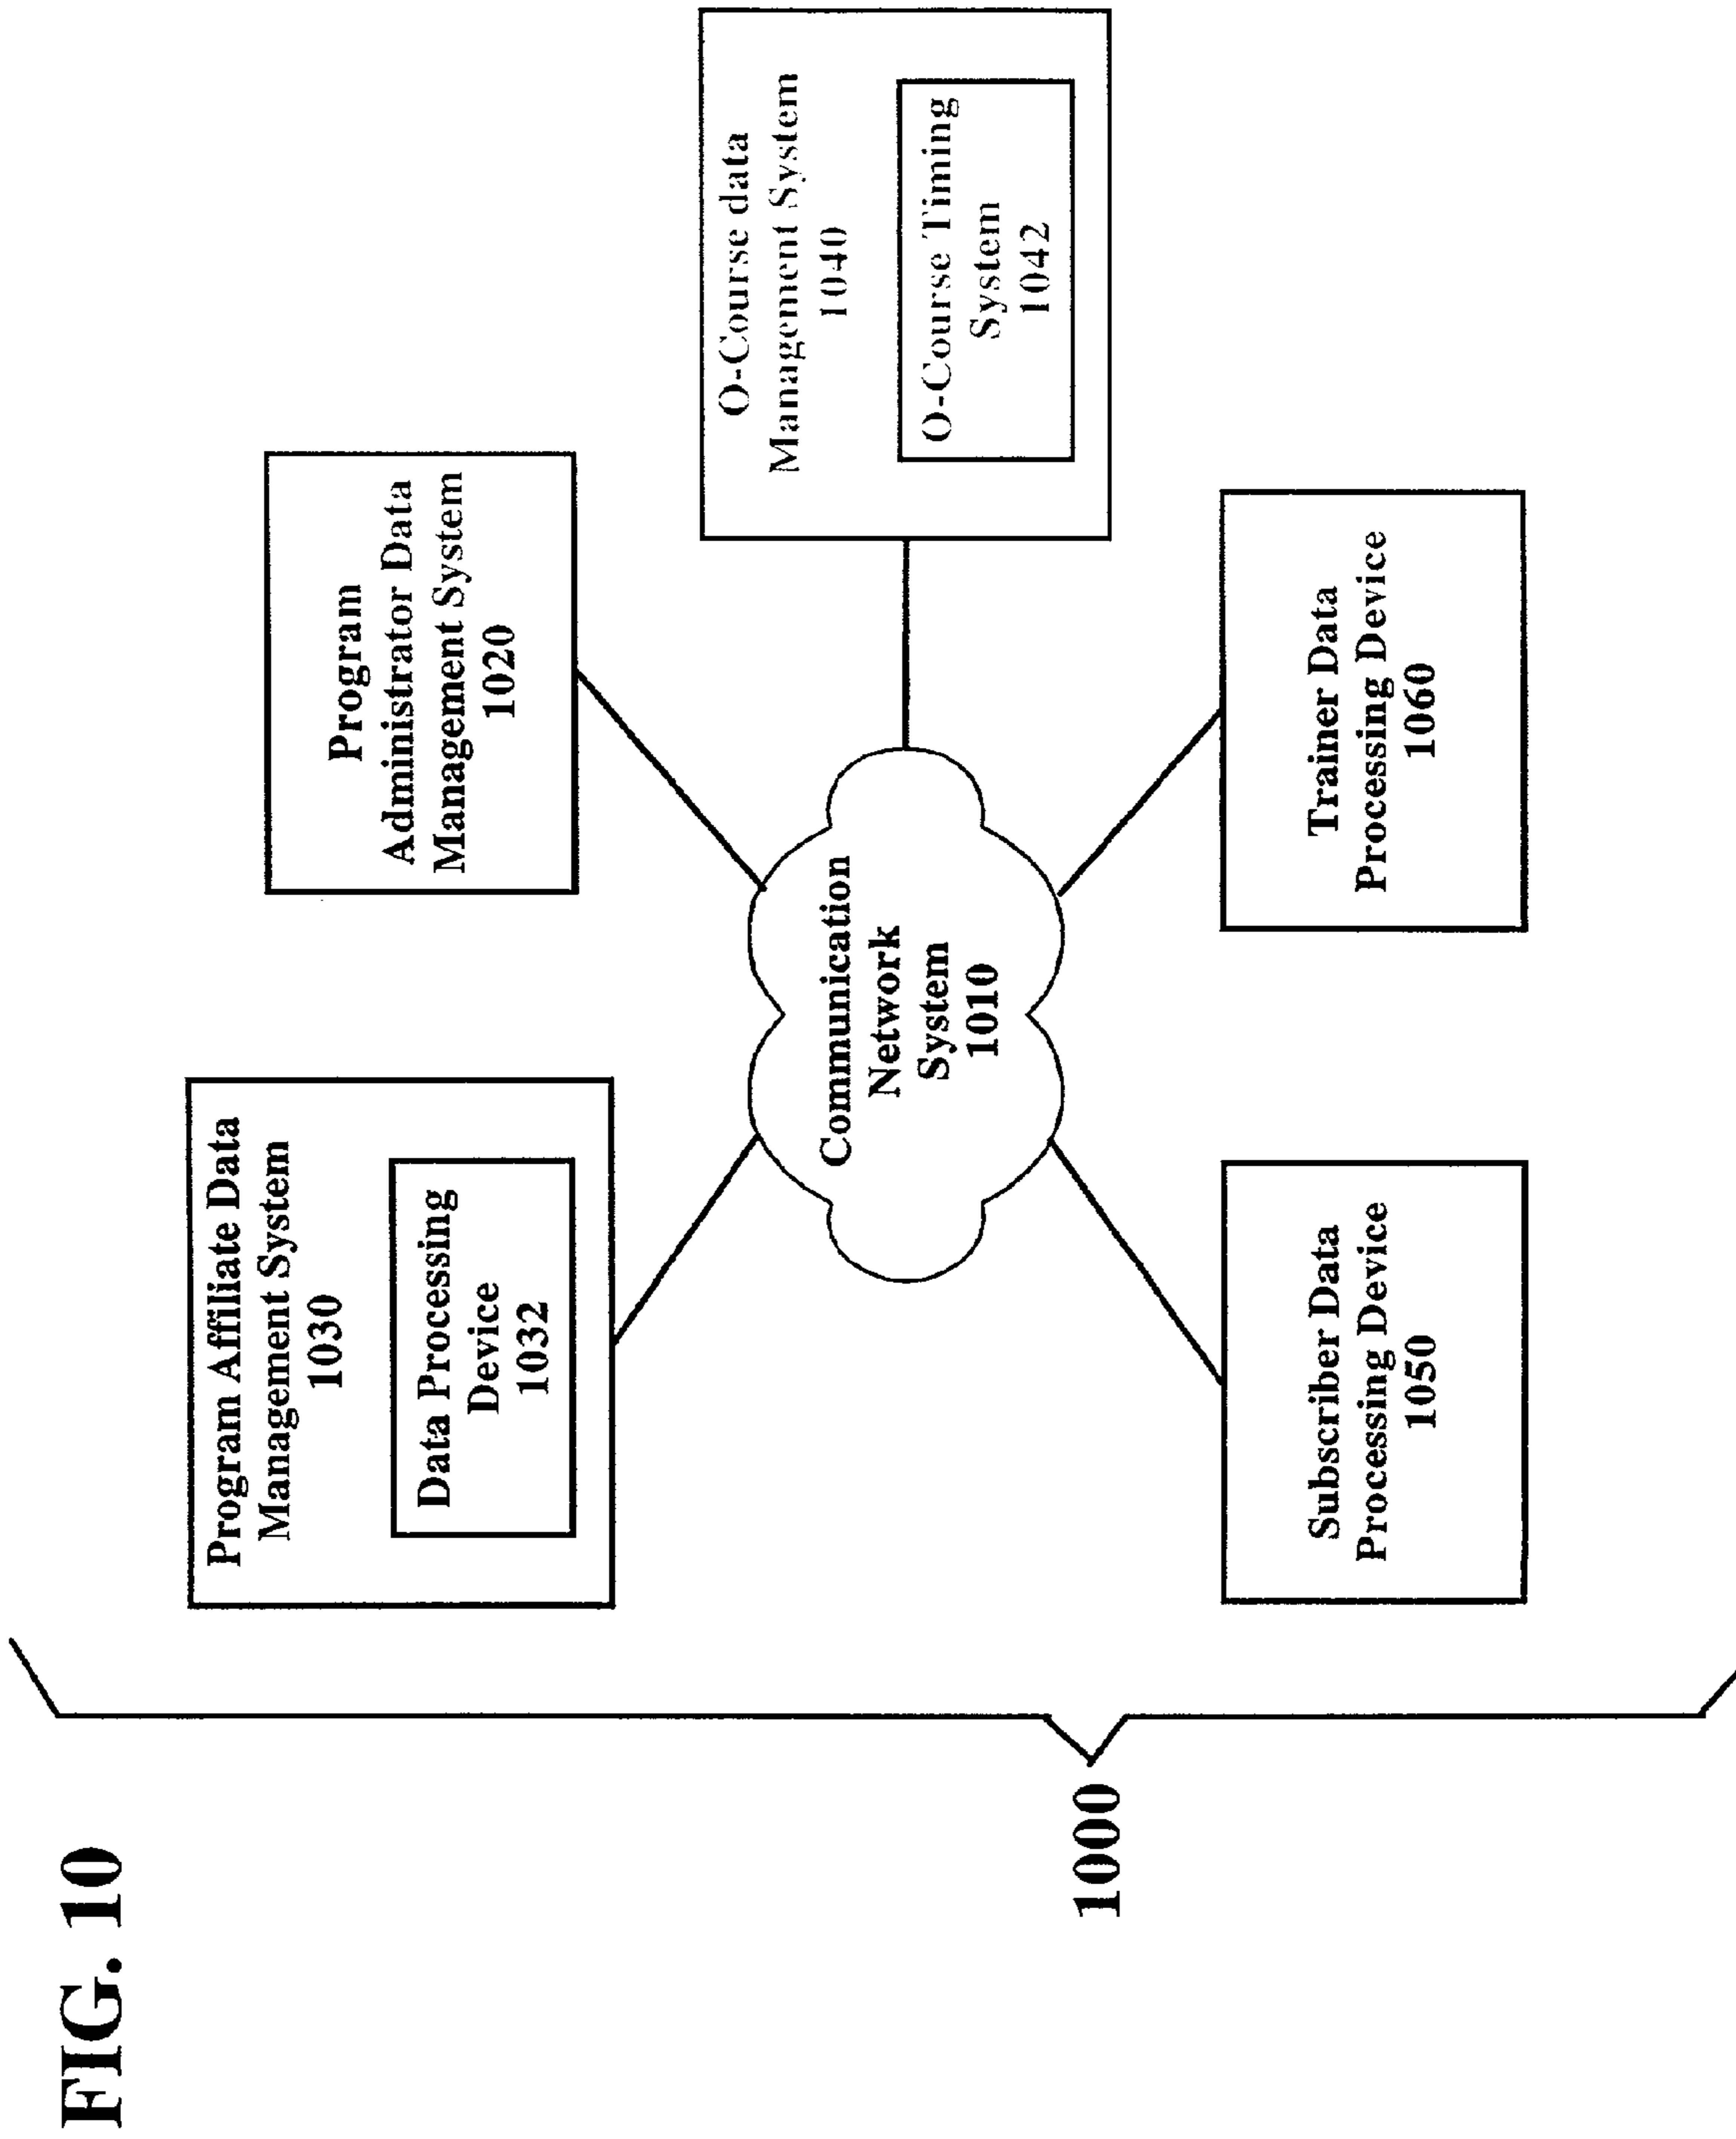 FIG. 10
1000
Program Affiliate Data
Management System
1030
Data Processing
Device
1032
Program
Administrator Data
Management System
1020
O-Course data
Management System
1040
O-Course Timing
System
1042
Communication
Network
System
1010
Subscriber Data
Processing Device
1050
Trainer Data
Processing Device
1060